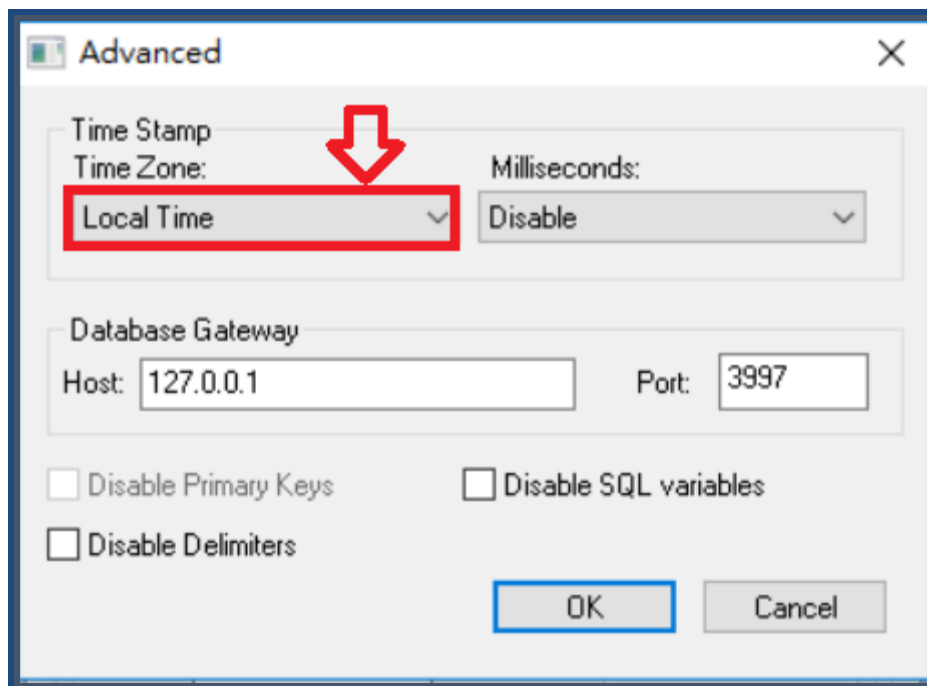 Advanced
Time Stamp
Time Zone:
Milliseconds:
Local Time
Disable
Database Gateway
Host: 127.0.0.1
Port: 3997
Disable Primary Keys
Disable SQL variables
Disable Delimiters
OK
Cancel